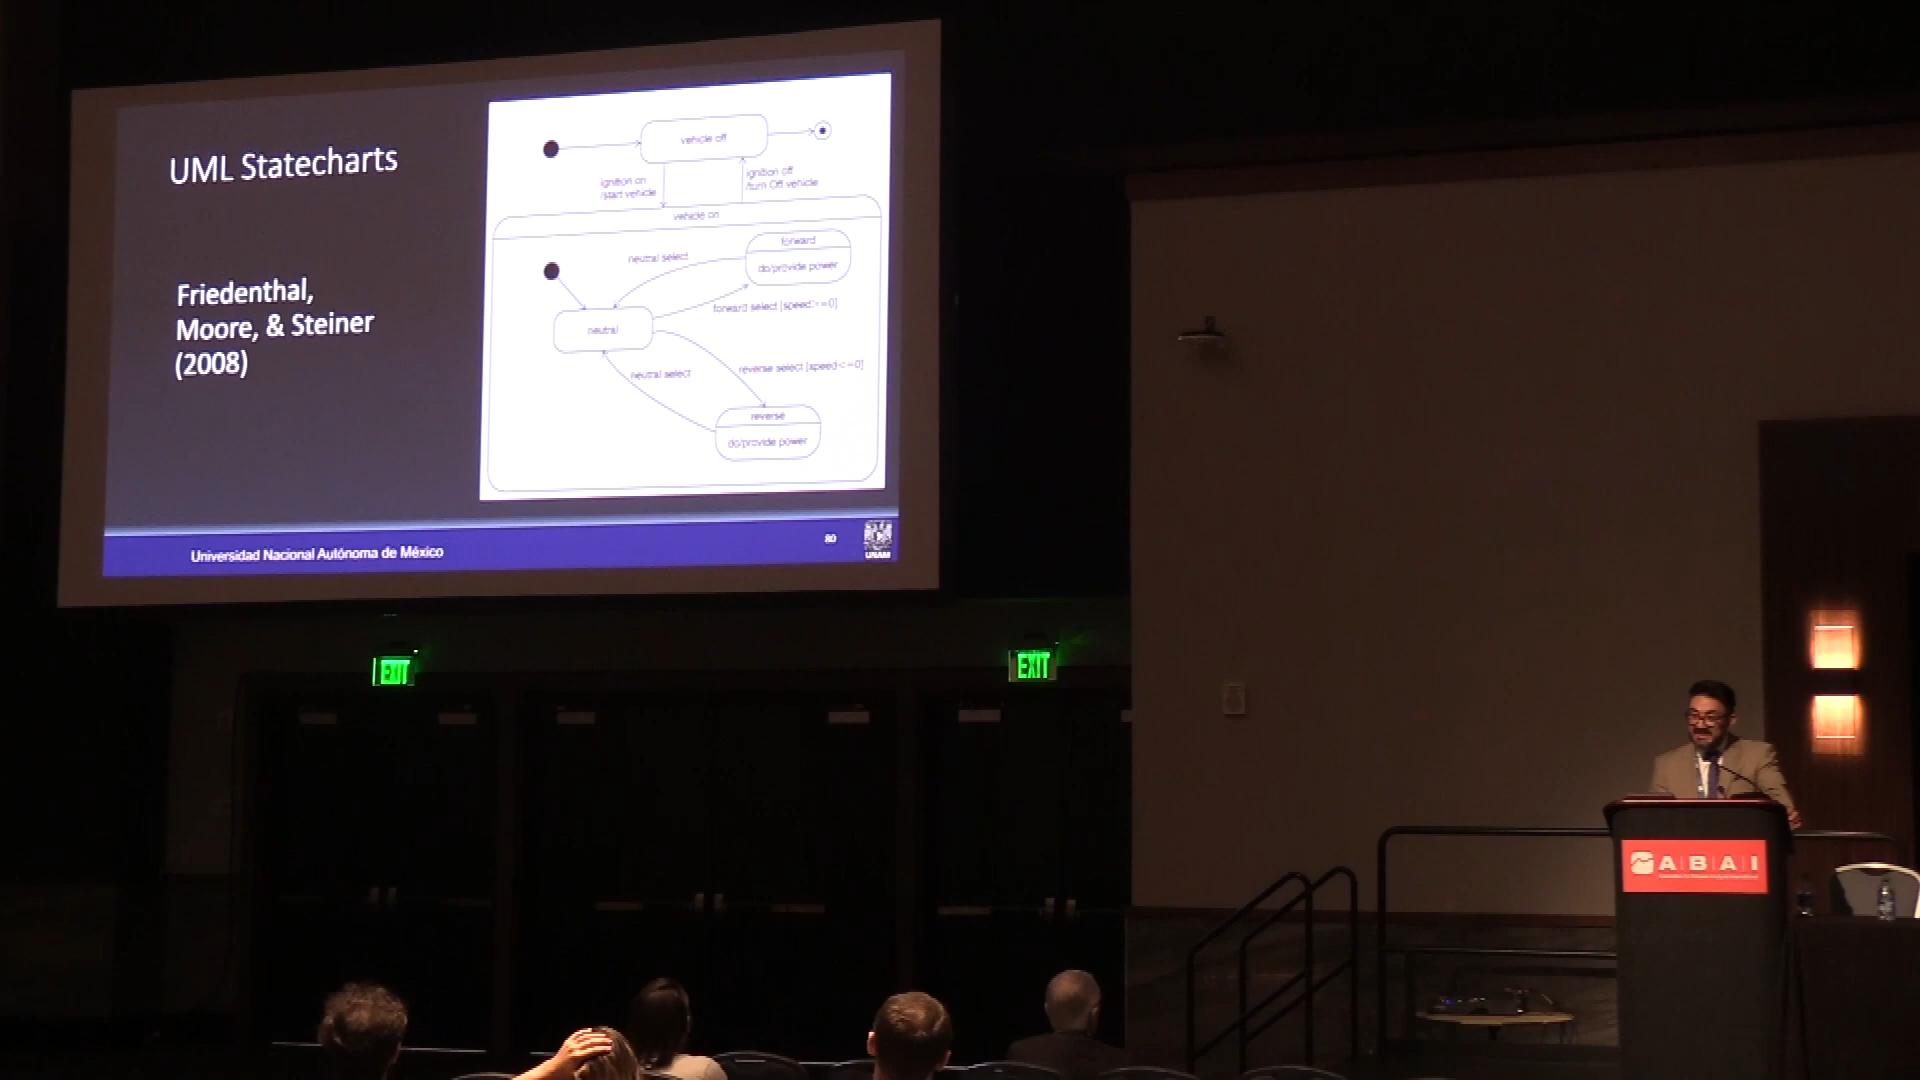 UML Statecharts
Friedenthal,
Moore, & Steiner
(2008)
vehicle off
ignition on
/start vehicle
ignition off
/turn Off vehicle
vehicle on
forward
do/provide power
neutral select
forward select [speed>=0]
neutral
reverse select [speed<=0]
neutral select
reverse
do/provide power
Universidad Nacional Autónoma de México
80
UNAM
EXIT
EXIT
A|B|A|I